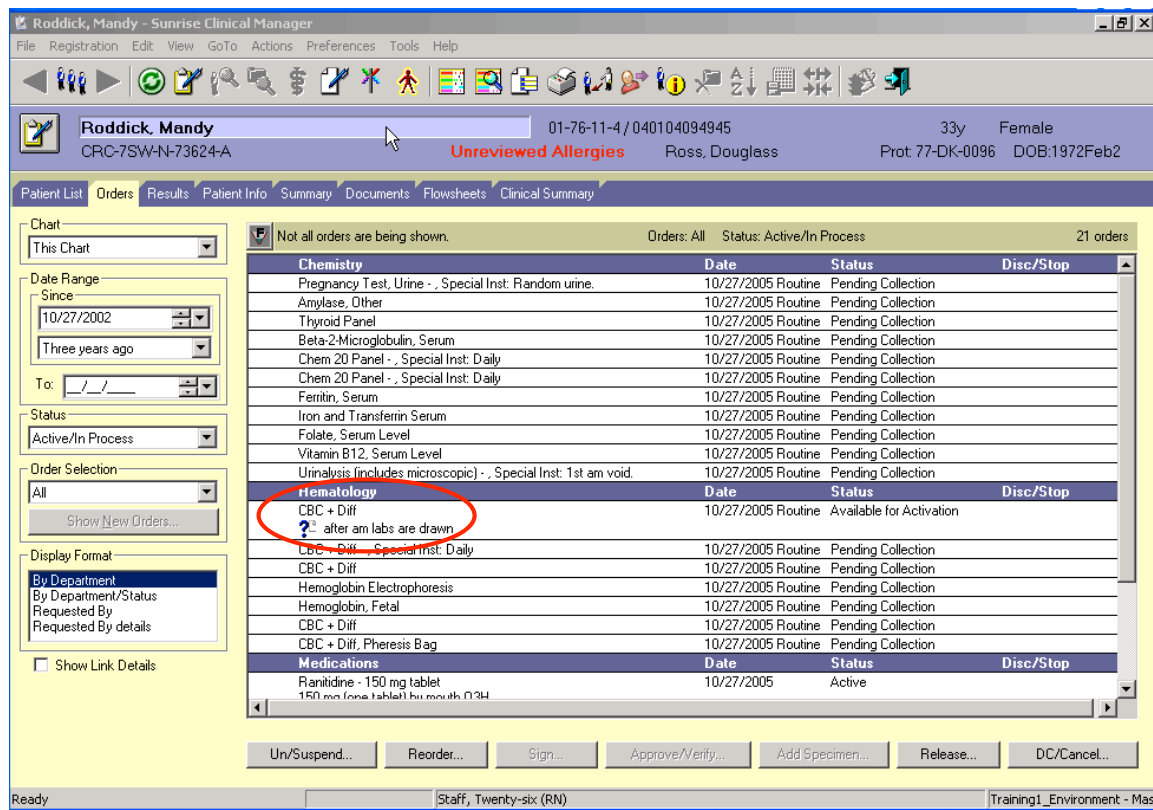 Roddick, Mandy - Sunrise Clinical Manager
File Registration Edit View GoTo Actions Preferences Tools Help
Roddick, Mandy 01-76-11-4 / 040104094945 33y Female
CRC-7SW-N-73624-A Unreviewed Allergies Ross, Douglass Prot: 77-DK-0096 DOB:1972Feb2
Patient List Orders Results Patient Info Summary Documents Flowsheets Clinical Summary
Chart
This Chart
Date Range
Since
10/27/2002
Three years ago
To: __/__/____
Status
Active/In Process
Order Selection
All
Show New Orders...
Display Format
By Department
By Department/Status
Requested By
Requested By details
Show Link Details
Not all orders are being shown. Orders: All Status: Active/In Process 21 orders
Chemistry Date Status Disc/Stop
Pregnancy Test, Urine - , Special Inst: Random urine. 10/27/2005 Routine Pending Collection
Amylase, Other 10/27/2005 Routine Pending Collection
Thyroid Panel 10/27/2005 Routine Pending Collection
Beta-2-Microglobulin, Serum 10/27/2005 Routine Pending Collection
Chem 20 Panel - , Special Inst: Daily 10/27/2005 Routine Pending Collection
Chem 20 Panel - , Special Inst: Daily 10/27/2005 Routine Pending Collection
Ferritin, Serum 10/27/2005 Routine Pending Collection
Iron and Transferrin Serum 10/27/2005 Routine Pending Collection
Folate, Serum Level 10/27/2005 Routine Pending Collection
Vitamin B12, Serum Level 10/27/2005 Routine Pending Collection
Urinalysis (includes microscopic) - , Special Inst: 1st am void. 10/27/2005 Routine Pending Collection
Hematology Date Status Disc/Stop
CBC + Diff 10/27/2005 Routine Available for Activation
? after am labs are drawn
CBC + Diff - , Special Inst: Daily 10/27/2005 Routine Pending Collection
CBC + Diff 10/27/2005 Routine Pending Collection
Hemoglobin Electrophoresis 10/27/2005 Routine Pending Collection
Hemoglobin, Fetal 10/27/2005 Routine Pending Collection
CBC + Diff 10/27/2005 Routine Pending Collection
CBC + Diff, Pheresis Bag 10/27/2005 Routine Pending Collection
Medications Date Status Disc/Stop
Ranitidine - 150 mg tablet 10/27/2005 Active
150 mg (one tablet) by mouth Q3H
Un/Suspend... Reorder... Sign... Approve/Verify... Add Specimen... Release... DC/Cancel...
Ready Staff, Twenty-six (RN) Training1_Environment - Mas